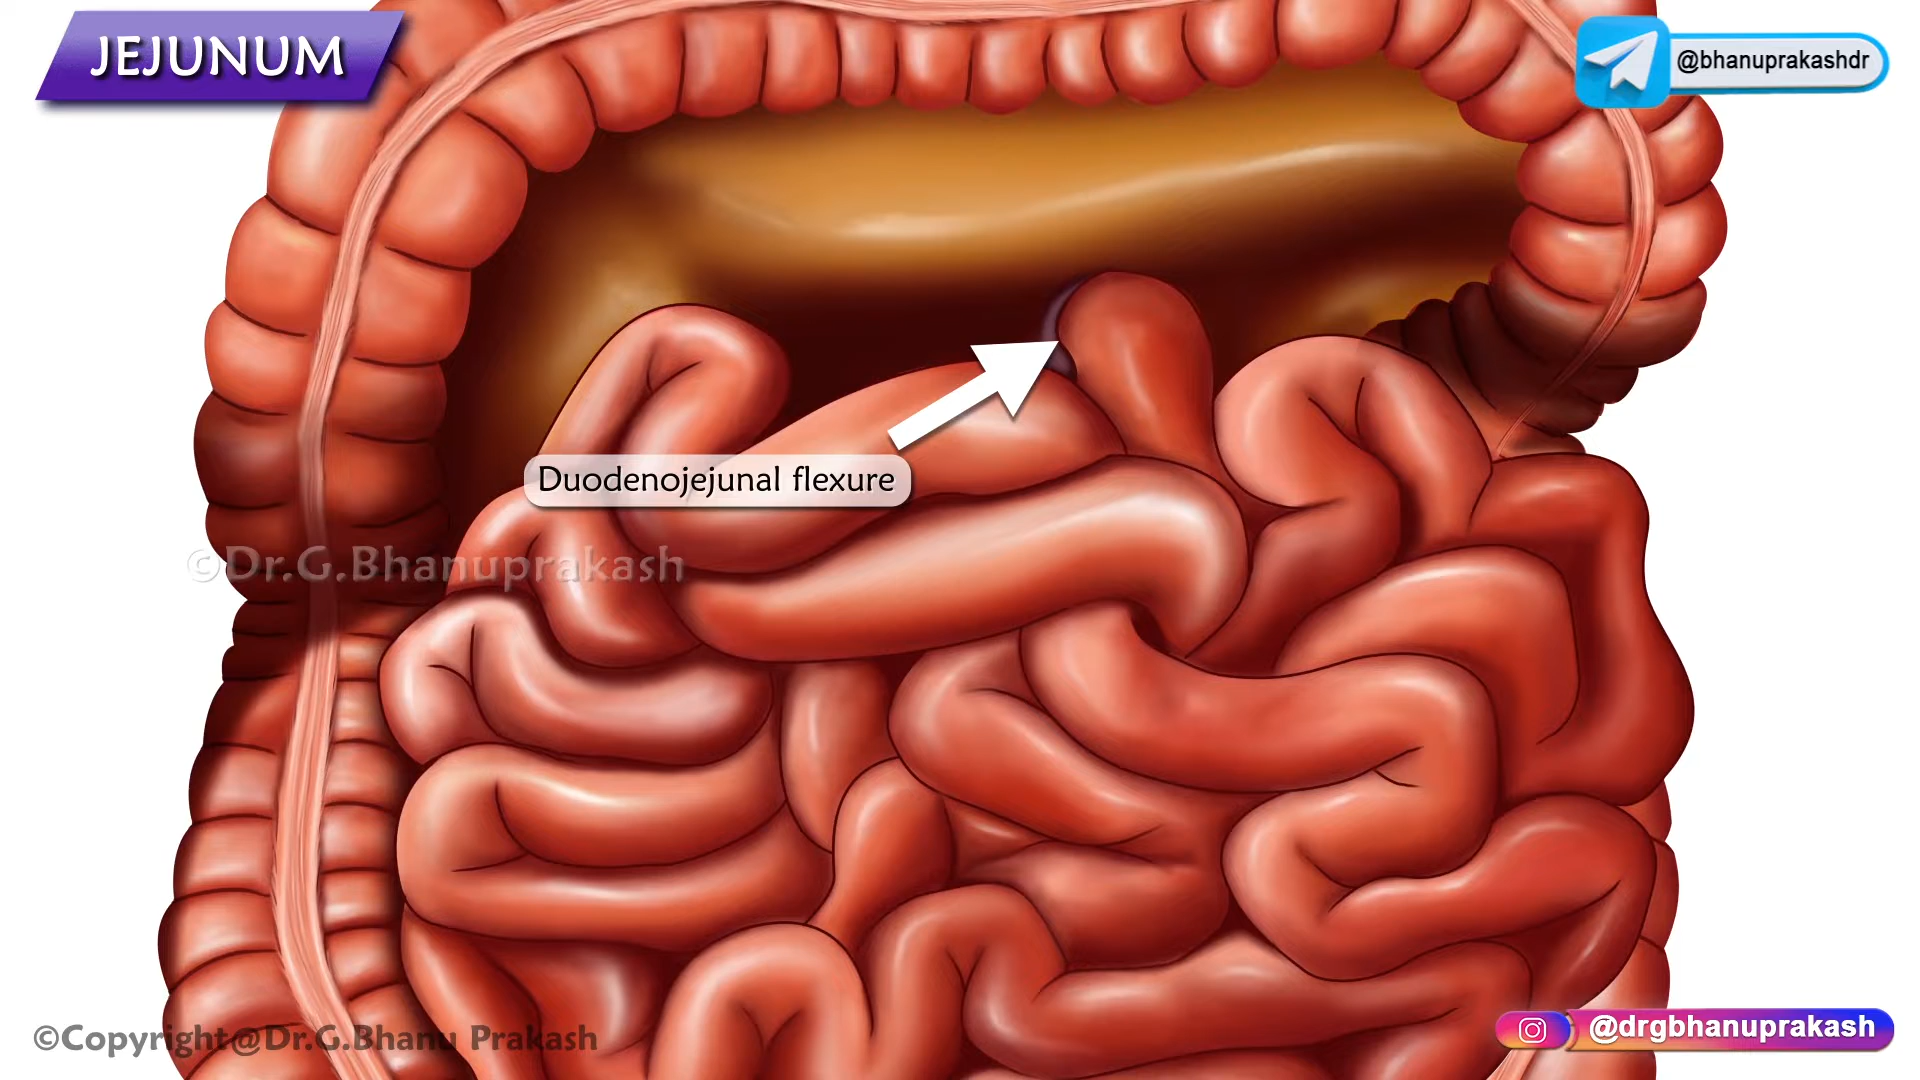 JEJUNUM
@bhanuprakashdr
Duodenojejunal flexure
©Dr.G.Bhanuprakash
©Copyright@Dr.G.Bhanu Prakash
@drgbhanuprakash